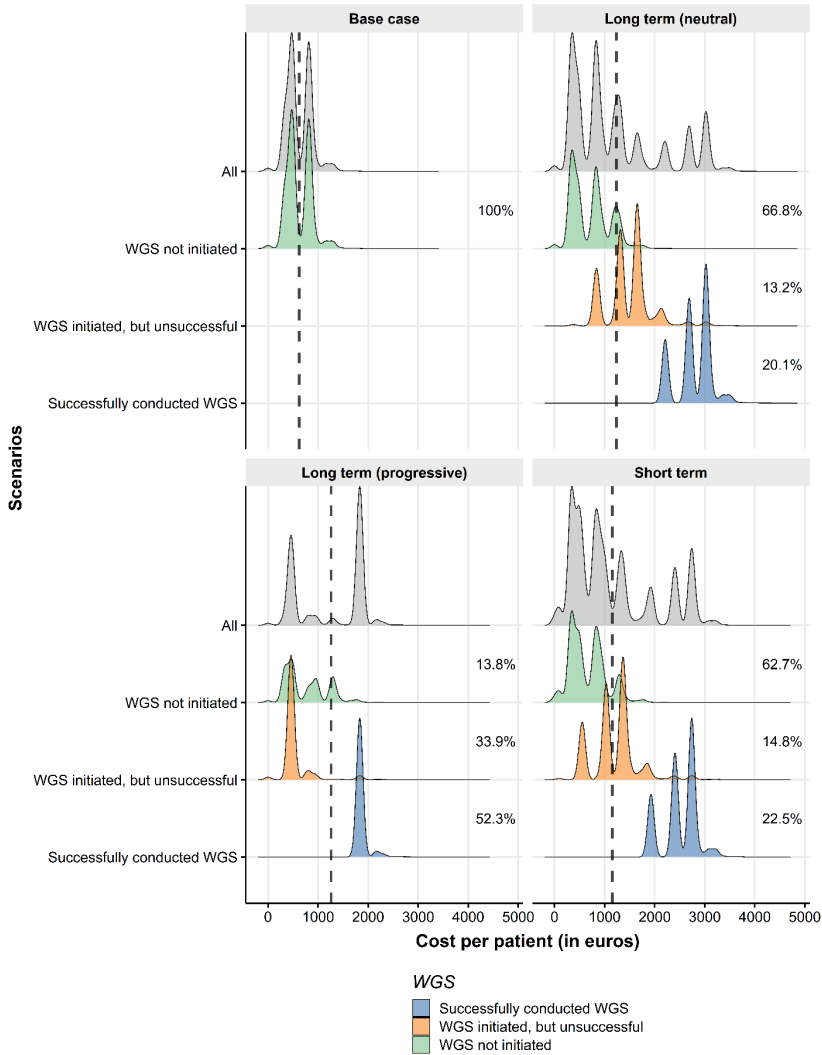 Base case
Long term (neutral)
All
100%
66.8%
WGS not initiated
13.2%
WGS initiated, but unsuccessful
20.1%
Successfully conducted WGS
Scenarios
Long term (progressive)
Short term
All
13.8%
62.7%
WGS not initiated
33.9%
14.8%
WGS initiated, but unsuccessful
52.3%
22.5%
Successfully conducted WGS
0 1000 2000 3000 4000 5000
0 1000 2000 3000 4000 5000
Cost per patient (in euros)
WGS
Successfully conducted WGS
WGS initiated, but unsuccessful
WGS not initiated